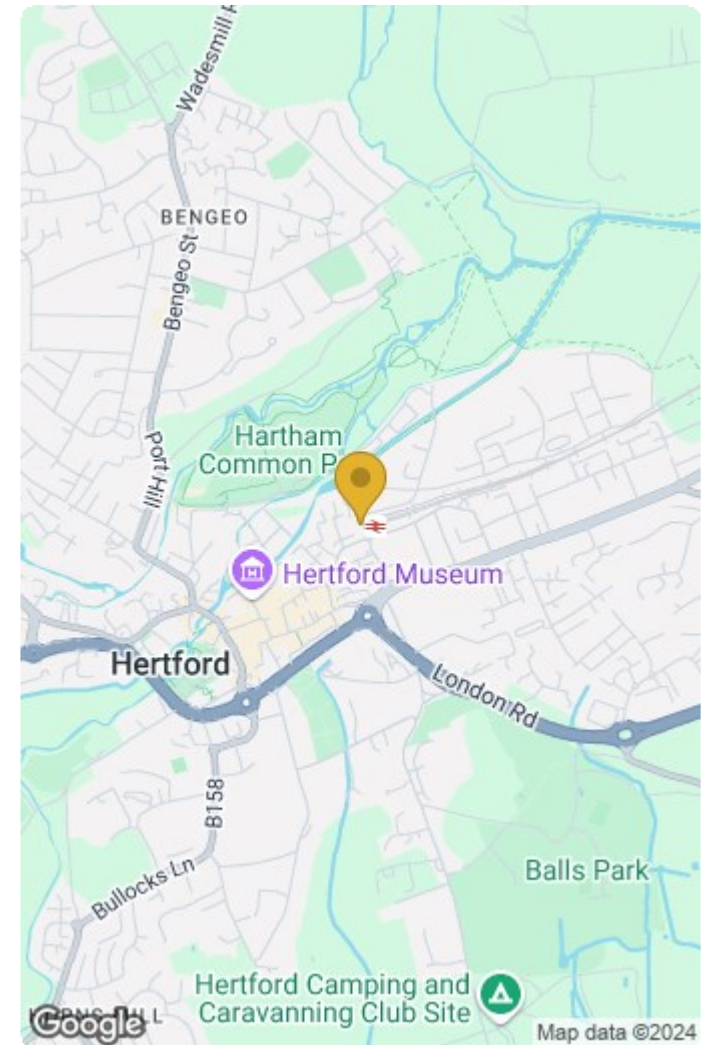 Wadesmill
BENGEO
Bengeo St
Port Hill
Hartham
Common P
Hertford Museum
Hertford
London Rd
B158
Bullocks Ln
Balls Park
Hertford Camping and
Caravanning Club Site
Google
Map data ©2024